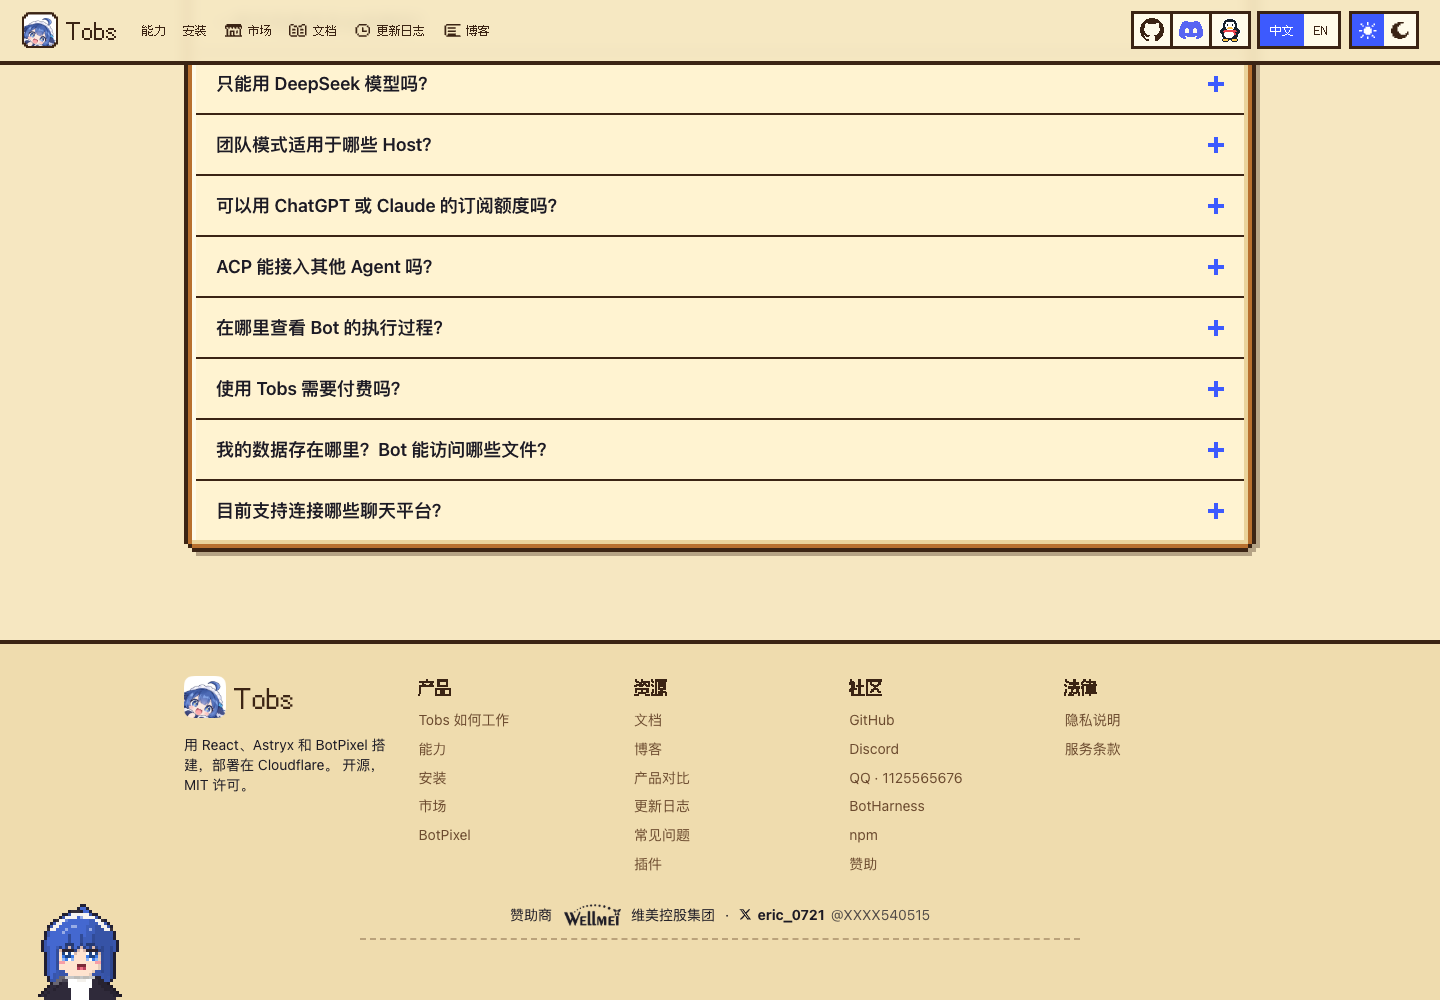 Tobs 能力 安装 市场 文档 更新日志 博客 中文 EN
只能用 DeepSeek 模型吗？
团队模式适用于哪些 Host？
可以用 ChatGPT 或 Claude 的订阅额度吗？
ACP 能接入其他 Agent 吗？
在哪里查看 Bot 的执行过程？
使用 Tobs 需要付费吗？
我的数据存在哪里？Bot 能访问哪些文件？
目前支持连接哪些聊天平台？
Tobs
用 React、Astryx 和 BotPixel 搭
建，部署在 Cloudflare。 开源，
MIT 许可。
产品
Tobs 如何工作
能力
安装
市场
BotPixel
资源
文档
博客
产品对比
更新日志
常见问题
插件
社区
GitHub
Discord
QQ · 1125565676
BotHarness
npm
赞助
法律
隐私说明
服务条款
赞助商 WellMei 维美控股集团 · X eric_0721 @XXXX540515